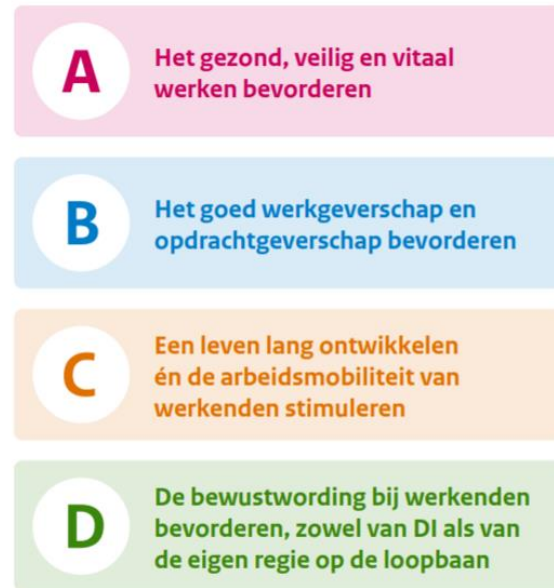 A
Het gezond, veilig en vitaal
werken bevorderen
B
Het goed werkgeverschap en
opdrachtgeverschap bevorderen
C
Een leven lang ontwikkelen
én de arbeidsmobiliteit van
werkenden stimuleren
D
De bewustwording bij werkenden
bevorderen, zowel van DI als van
de eigen regie op de loopbaan